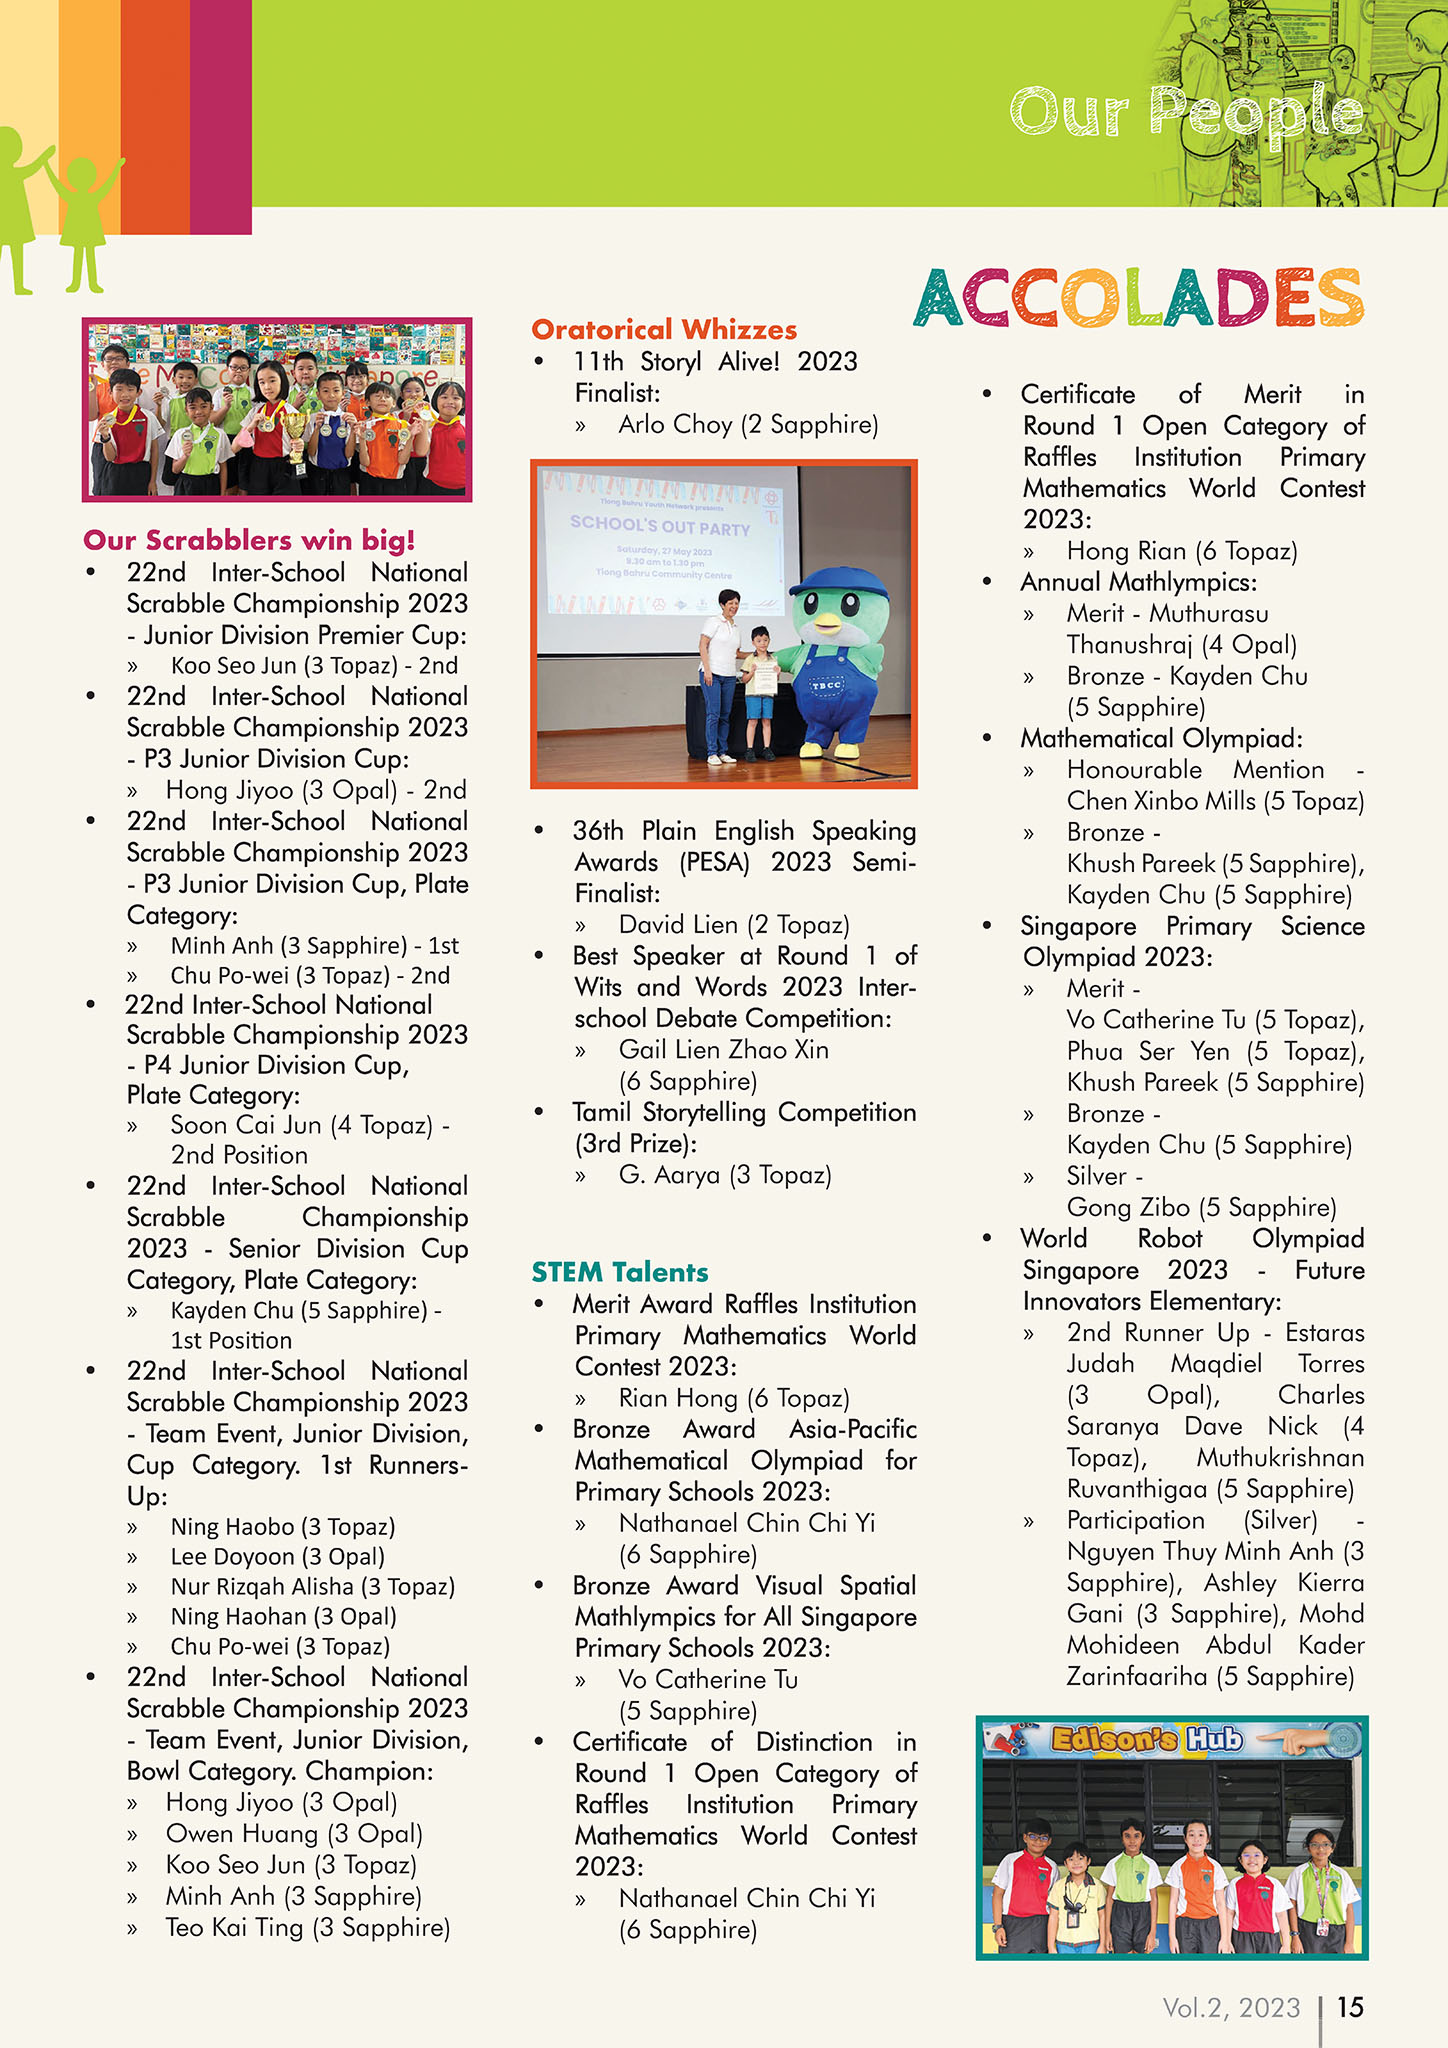 Our People
ACCOLADES
Our Scrabblers win big!
• 22nd Inter-School National
Scrabble Championship 2023
- Junior Division Premier Cup:
» Koo Seo Jun (3 Topaz) - 2nd
• 22nd Inter-School National
Scrabble Championship 2023
- P3 Junior Division Cup:
» Hong Jiyoo (3 Opal) - 2nd
• 22nd Inter-School National
Scrabble Championship 2023
- P3 Junior Division Cup, Plate
Category:
» Minh Anh (3 Sapphire) - 1st
» Chu Po-wei (3 Topaz) - 2nd
• 22nd Inter-School National
Scrabble Championship 2023
- P4 Junior Division Cup,
Plate Category:
» Soon Cai Jun (4 Topaz) -
2nd Position
• 22nd Inter-School National
Scrabble Championship
2023 - Senior Division Cup
Category, Plate Category:
» Kayden Chu (5 Sapphire) -
1st Position
• 22nd Inter-School National
Scrabble Championship 2023
- Team Event, Junior Division,
Cup Category. 1st Runners-
Up:
» Ning Haobo (3 Topaz)
» Lee Doyoon (3 Opal)
» Nur Rizqah Alisha (3 Topaz)
» Ning Haohan (3 Opal)
» Chu Po-wei (3 Topaz)
• 22nd Inter-School National
Scrabble Championship 2023
- Team Event, Junior Division,
Bowl Category. Champion:
» Hong Jiyoo (3 Opal)
» Owen Huang (3 Opal)
» Koo Seo Jun (3 Topaz)
» Minh Anh (3 Sapphire)
» Teo Kai Ting (3 Sapphire)
Oratorical Whizzes
• 11th Storyl Alive! 2023
Finalist:
» Arlo Choy (2 Sapphire)
Tiong Bahru Youth Network presents
SCHOOL'S OUT PARTY
Saturday, 27 May 2023
9.30 am to 1.30 pm
Tiong Bahru Community Centre
TBCC
• 36th Plain English Speaking
Awards (PESA) 2023 Semi-
Finalist:
» David Lien (2 Topaz)
• Best Speaker at Round 1 of
Wits and Words 2023 Inter-
school Debate Competition:
» Gail Lien Zhao Xin
(6 Sapphire)
• Tamil Storytelling Competition
(3rd Prize):
» G. Aarya (3 Topaz)
STEM Talents
• Merit Award Raffles Institution
Primary Mathematics World
Contest 2023:
» Rian Hong (6 Topaz)
• Bronze Award Asia-Pacific
Mathematical Olympiad for
Primary Schools 2023:
» Nathanael Chin Chi Yi
(6 Sapphire)
• Bronze Award Visual Spatial
Mathlympics for All Singapore
Primary Schools 2023:
» Vo Catherine Tu
(5 Sapphire)
• Certificate of Distinction in
Round 1 Open Category of
Raffles Institution Primary
Mathematics World Contest
2023:
» Nathanael Chin Chi Yi
(6 Sapphire)
• Certificate of Merit in
Round 1 Open Category of
Raffles Institution Primary
Mathematics World Contest
2023:
» Hong Rian (6 Topaz)
• Annual Mathlympics:
» Merit - Muthurasu
Thanushraj (4 Opal)
» Bronze - Kayden Chu
(5 Sapphire)
• Mathematical Olympiad:
» Honourable Mention -
Chen Xinbo Mills (5 Topaz)
» Bronze -
Khush Pareek (5 Sapphire),
Kayden Chu (5 Sapphire)
• Singapore Primary Science
Olympiad 2023:
» Merit -
Vo Catherine Tu (5 Topaz),
Phua Ser Yen (5 Topaz),
Khush Pareek (5 Sapphire)
» Bronze -
Kayden Chu (5 Sapphire)
» Silver -
Gong Zibo (5 Sapphire)
• World Robot Olympiad
Singapore 2023 - Future
Innovators Elementary:
» 2nd Runner Up - Estaras
Judah Maqdiel Torres
(3 Opal), Charles
Saranya Dave Nick (4
Topaz), Muthukrishnan
Ruvanthigaa (5 Sapphire)
» Participation (Silver) -
Nguyen Thuy Minh Anh (3
Sapphire), Ashley Kierra
Gani (3 Sapphire), Mohd
Mohideen Abdul Kader
Zarinfaariha (5 Sapphire)
Edison's Hub
Vol.2, 2023 | 15